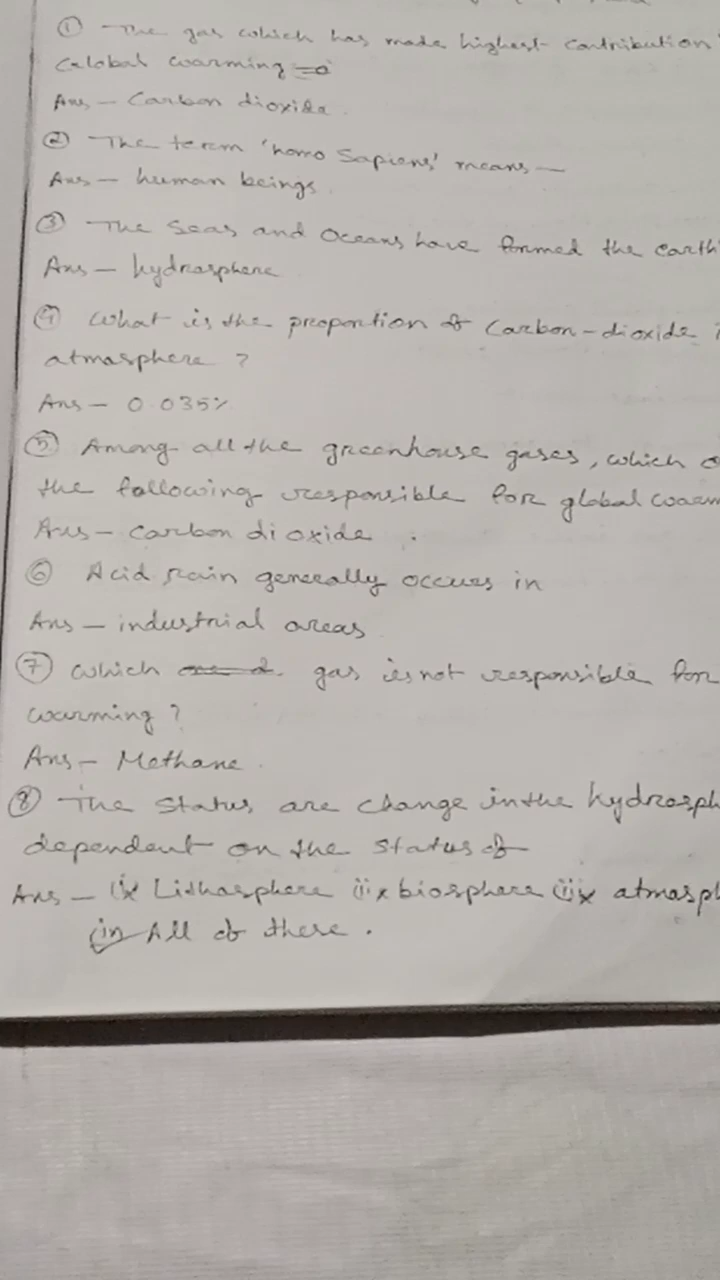 ① The gas which has made highest contribution
Global warming =
Ans – Carbon dioxide.
② The term 'homo Sapiens' means –
Ans – human beings.
③ The Seas and Oceans have formed the earth
Ans – hydrosphere
④ What is the proportion of Carbon-dioxide i
atmasphere ?
Ans – 0.035%
⑤ Among all the greenhouse gases, which o
the following responsible for global warm
Ans – Carbon di oxide.
⑥ Acid rain generally occurs in
Ans – industrial areas
⑦ Which gas is not responsible for
warming ?
Ans – Methane.
⑧ The Status are change in the hydrosph
dependent on the Status of
Ans – (i)x Lithasphere (ii)x biosphere (iii)x atmasph
(iv) All of these.